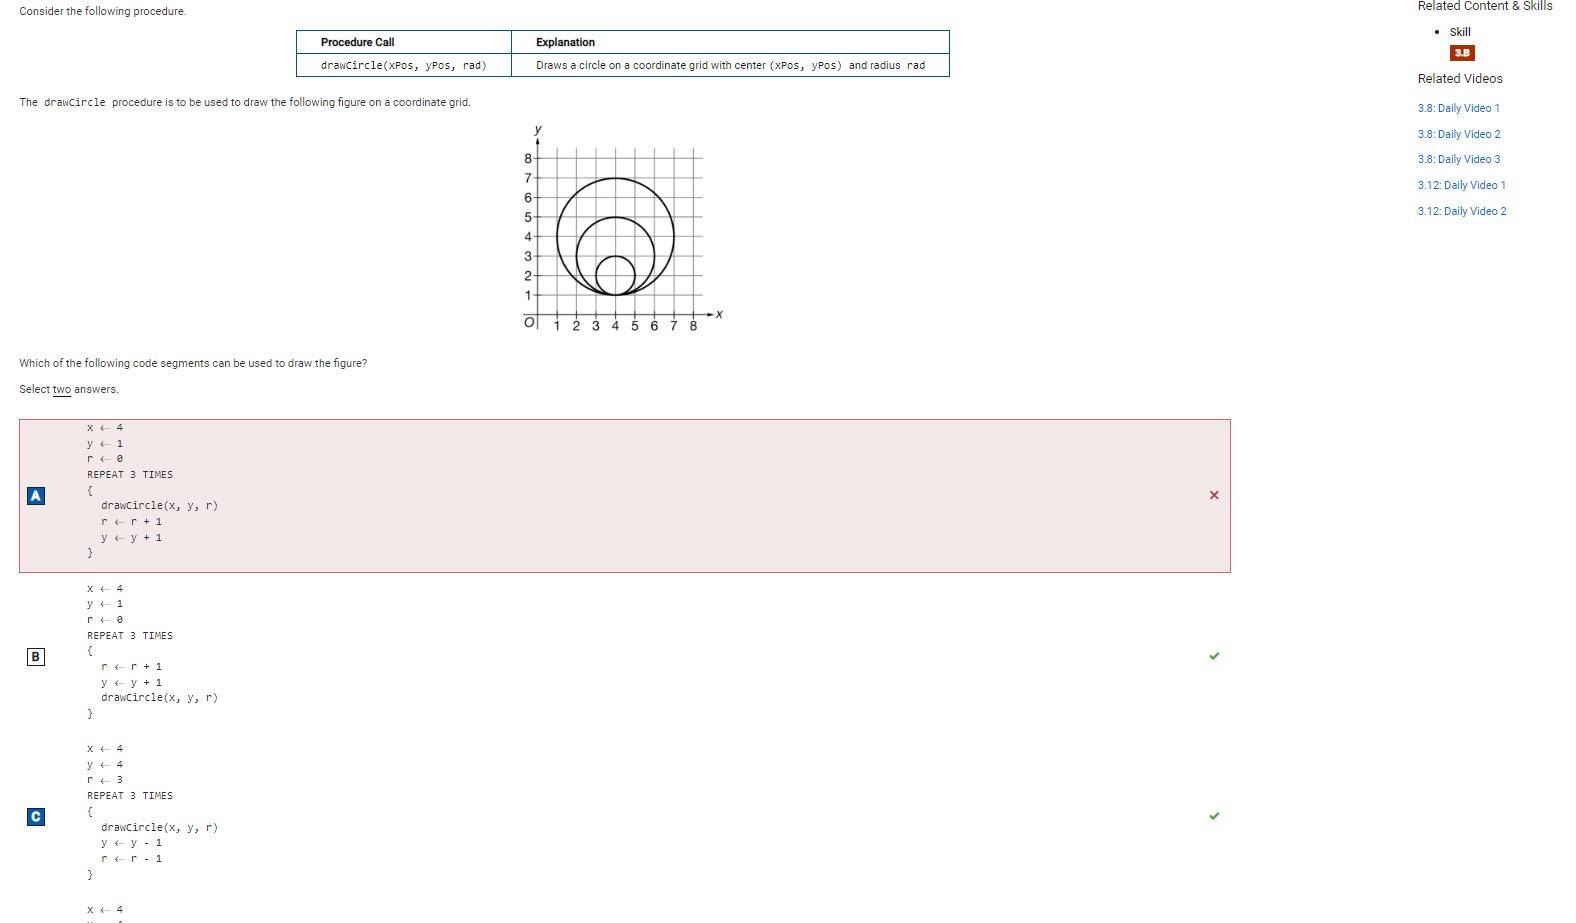 Consider the following procedure.
Procedure Call Explanation
drawCircle(xPos, yPos, rad) Draws a circle on a coordinate grid with center (xPos, yPos) and radius rad
The drawCircle procedure is to be used to draw the following figure on a coordinate grid.
y
8
7
6
5
4
3
2
1
O 1 2 3 4 5 6 7 8 x
Which of the following code segments can be used to draw the figure?
Select two answers.
A
x ← 4
y ← 1
r ← 0
REPEAT 3 TIMES
{
drawCircle(x, y, r)
r ← r + 1
y ← y + 1
}
B
x ← 4
y ← 1
r ← 0
REPEAT 3 TIMES
{
r ← r + 1
y ← y + 1
drawCircle(x, y, r)
}
C
x ← 4
y ← 4
r ← 3
REPEAT 3 TIMES
{
drawCircle(x, y, r)
y ← y - 1
r ← r - 1
}
x ← 4
Related Content & Skills
• Skill
3.B
Related Videos
3.8: Daily Video 1
3.8: Daily Video 2
3.8: Daily Video 3
3.12: Daily Video 1
3.12: Daily Video 2